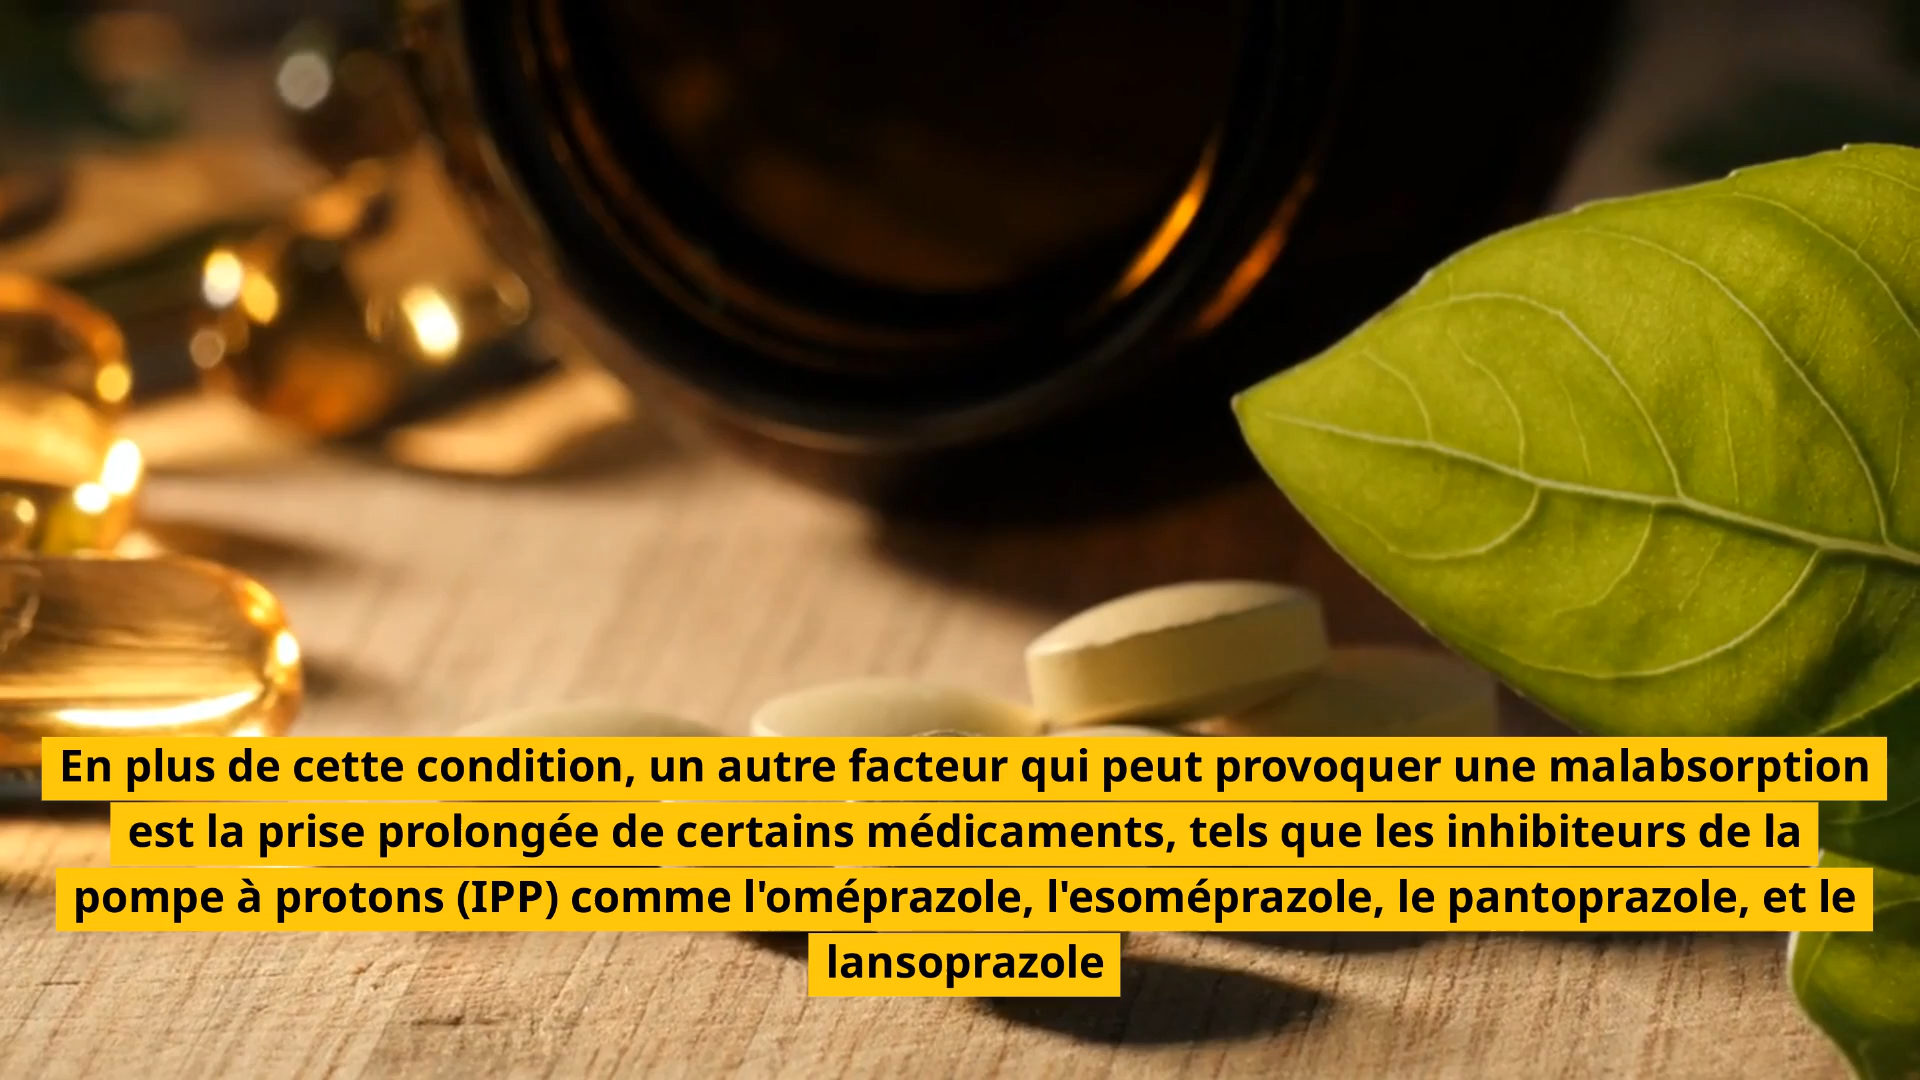 En plus de cette condition, un autre facteur qui peut provoquer une malabsorption
est la prise prolongée de certains médicaments, tels que les inhibiteurs de la
pompe à protons (IPP) comme l'oméprazole, l'esoméprazole, le pantoprazole, et le
lansoprazole